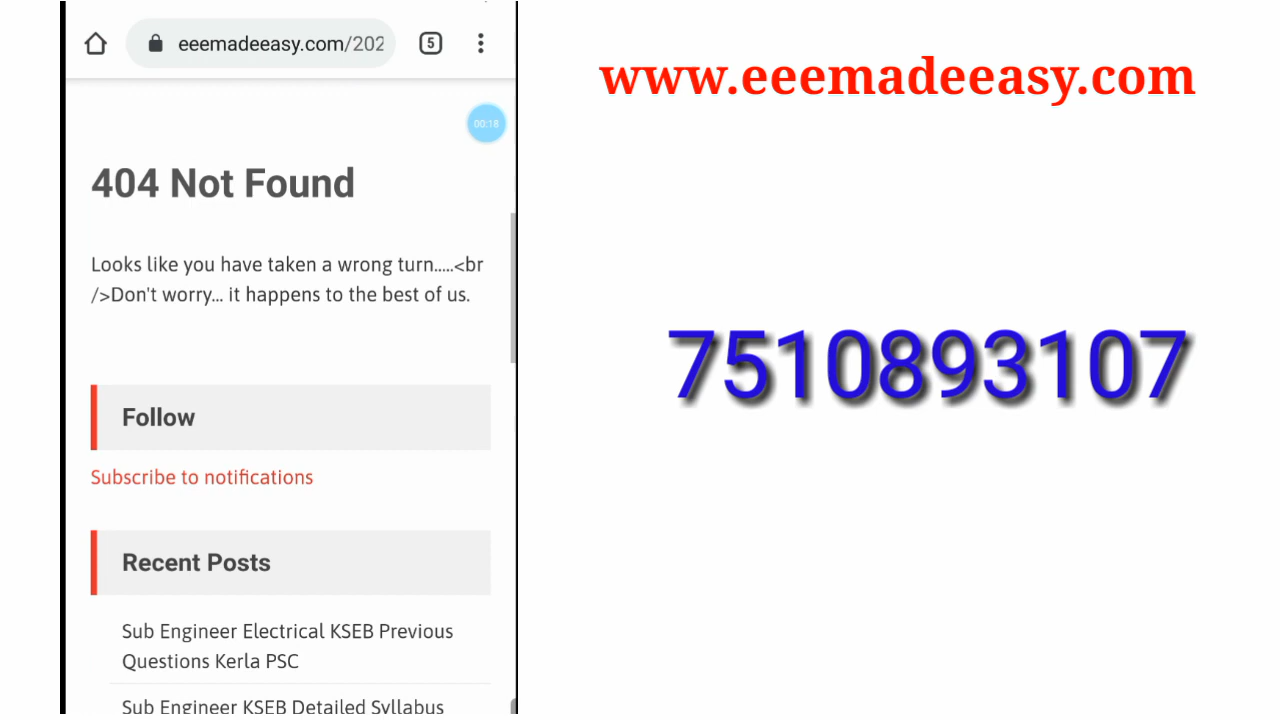 eeemadeeasy.com/202
5
00:18
www.eeemadeeasy.com
404 Not Found
Looks like you have taken a wrong turn.....<br
/>Don't worry... it happens to the best of us.
7510893107
Follow
Subscribe to notifications
Recent Posts
Sub Engineer Electrical KSEB Previous
Questions Kerla PSC
Sub Engineer KSEB Detailed Syllabus